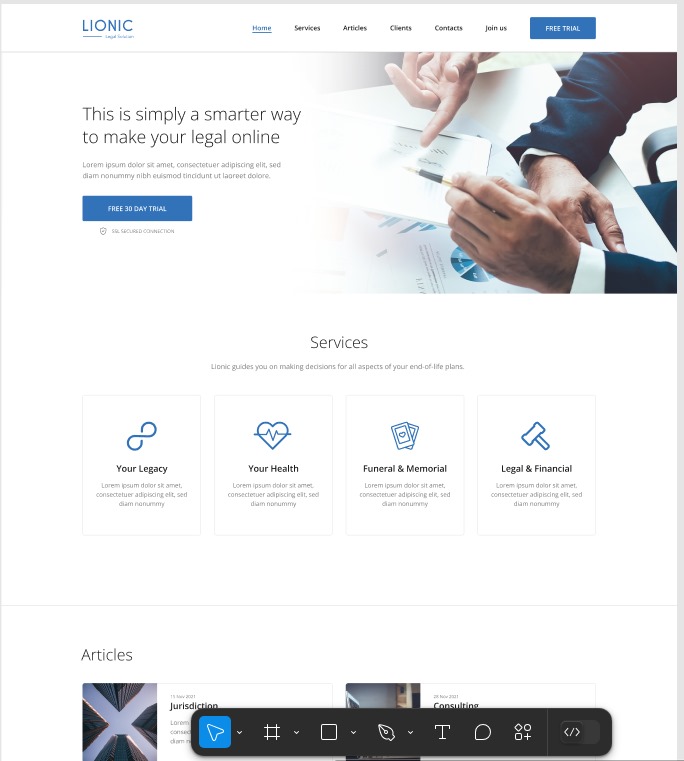 LIONIC
Legal Solution
Home Services Articles Clients Contacts Join us FREE TRIAL
This is simply a smarter way
to make your legal online
Lorem ipsum dolor sit amet, consectetuer adipiscing elit, sed
diam nonummy nibh euismod tincidunt ut laoreet dolore.
FREE 30 DAY TRIAL
SSL SECURED CONNECTION
Services
Lionic guides you on making decisions for all aspects of your end-of-life plans.
Your Legacy
Lorem ipsum dolor sit amet,
consectetuer adipiscing elit, sed
diam nonummy
Your Health
Lorem ipsum dolor sit amet,
consectetuer adipiscing elit, sed
diam nonummy
Funeral & Memorial
Lorem ipsum dolor sit amet,
consectetuer adipiscing elit, sed
diam nonummy
Legal & Financial
Lorem ipsum dolor sit amet,
consectetuer adipiscing elit, sed
diam nonummy
Articles
15 Nov 2021
Jurisdiction
28 Nov 2021
Consulting